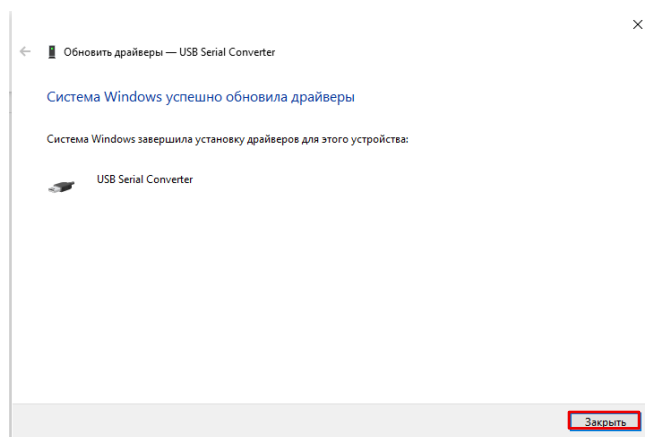 Обновить драйверы — USB Serial Converter
Система Windows успешно обновила драйверы
Система Windows завершила установку драйверов для этого устройства:
USB Serial Converter
Закрыть